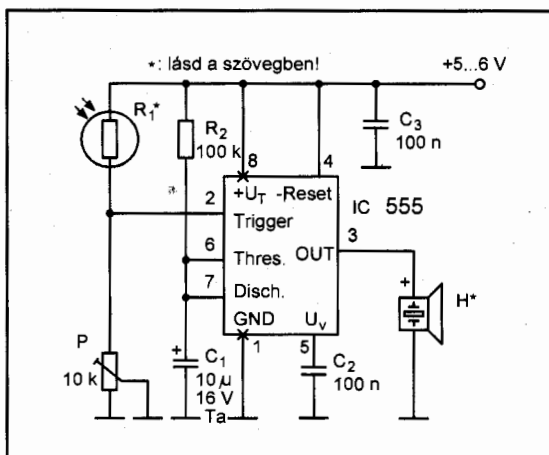 *: lásd a szövegben!
+5...6 V
R1*
R2
100 k
C3
100 n
8
4
+UT -Reset
IC 555
2
Trigger
3
6
Thres.
OUT
7
Disch.
H*
+
GND
Uv
P
10 k
+
C1
10 µ
16 V
1
5
C2
100 n
Ta